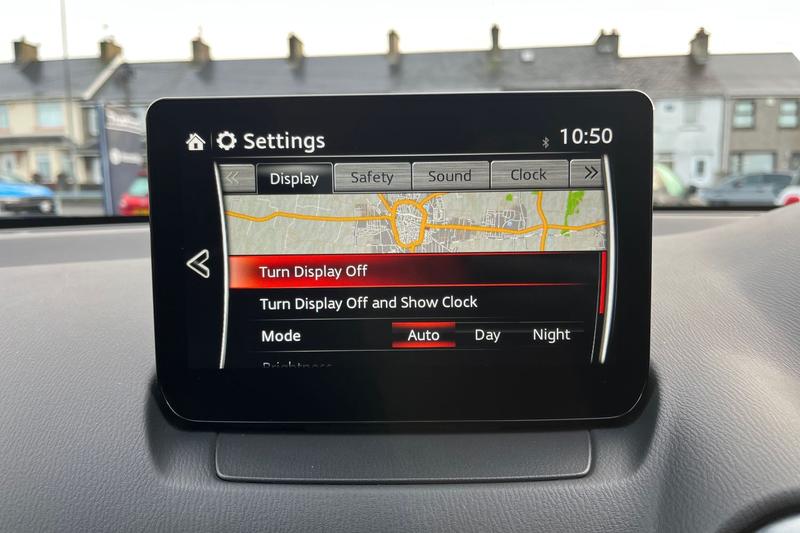 Settings 10:50
Display Safety Sound Clock
Turn Display Off
Turn Display Off and Show Clock
Mode Auto Day Night
Brightness